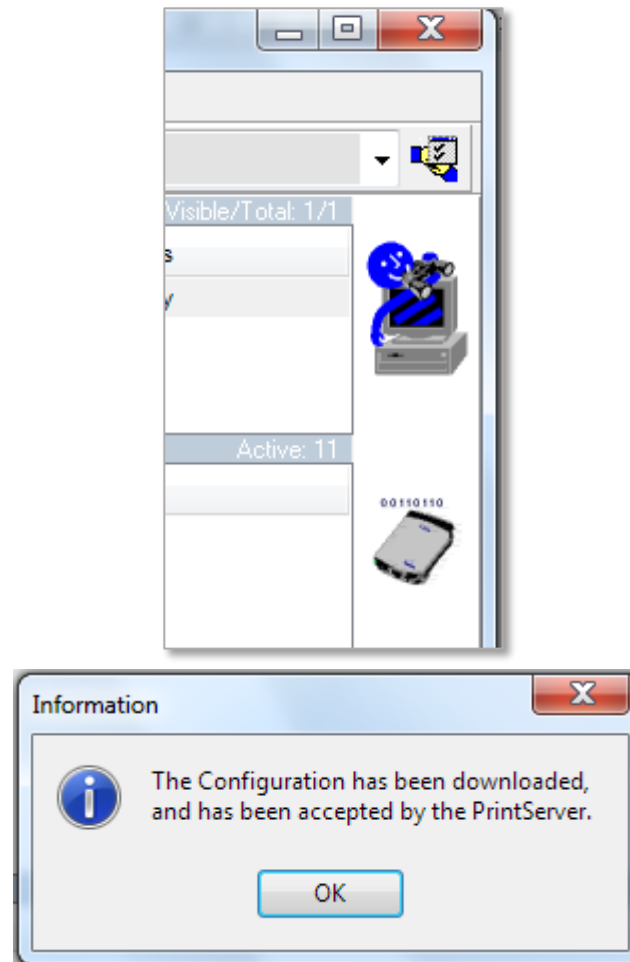 Visible/Total: 1/1
s
y
Active: 11
00110110
Information
The Configuration has been downloaded,
and has been accepted by the PrintServer.
OK